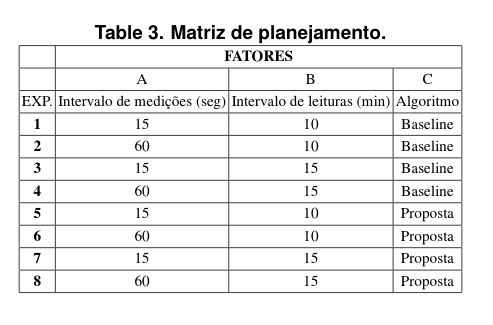 Table 3. Matriz de planejamento.
FATORES
A B C
EXP. Intervalo de medições (seg) Intervalo de leituras (min) Algoritmo
1 15 10 Baseline
2 60 10 Baseline
3 15 15 Baseline
4 60 15 Baseline
5 15 10 Proposta
6 60 10 Proposta
7 15 15 Proposta
8 60 15 Proposta